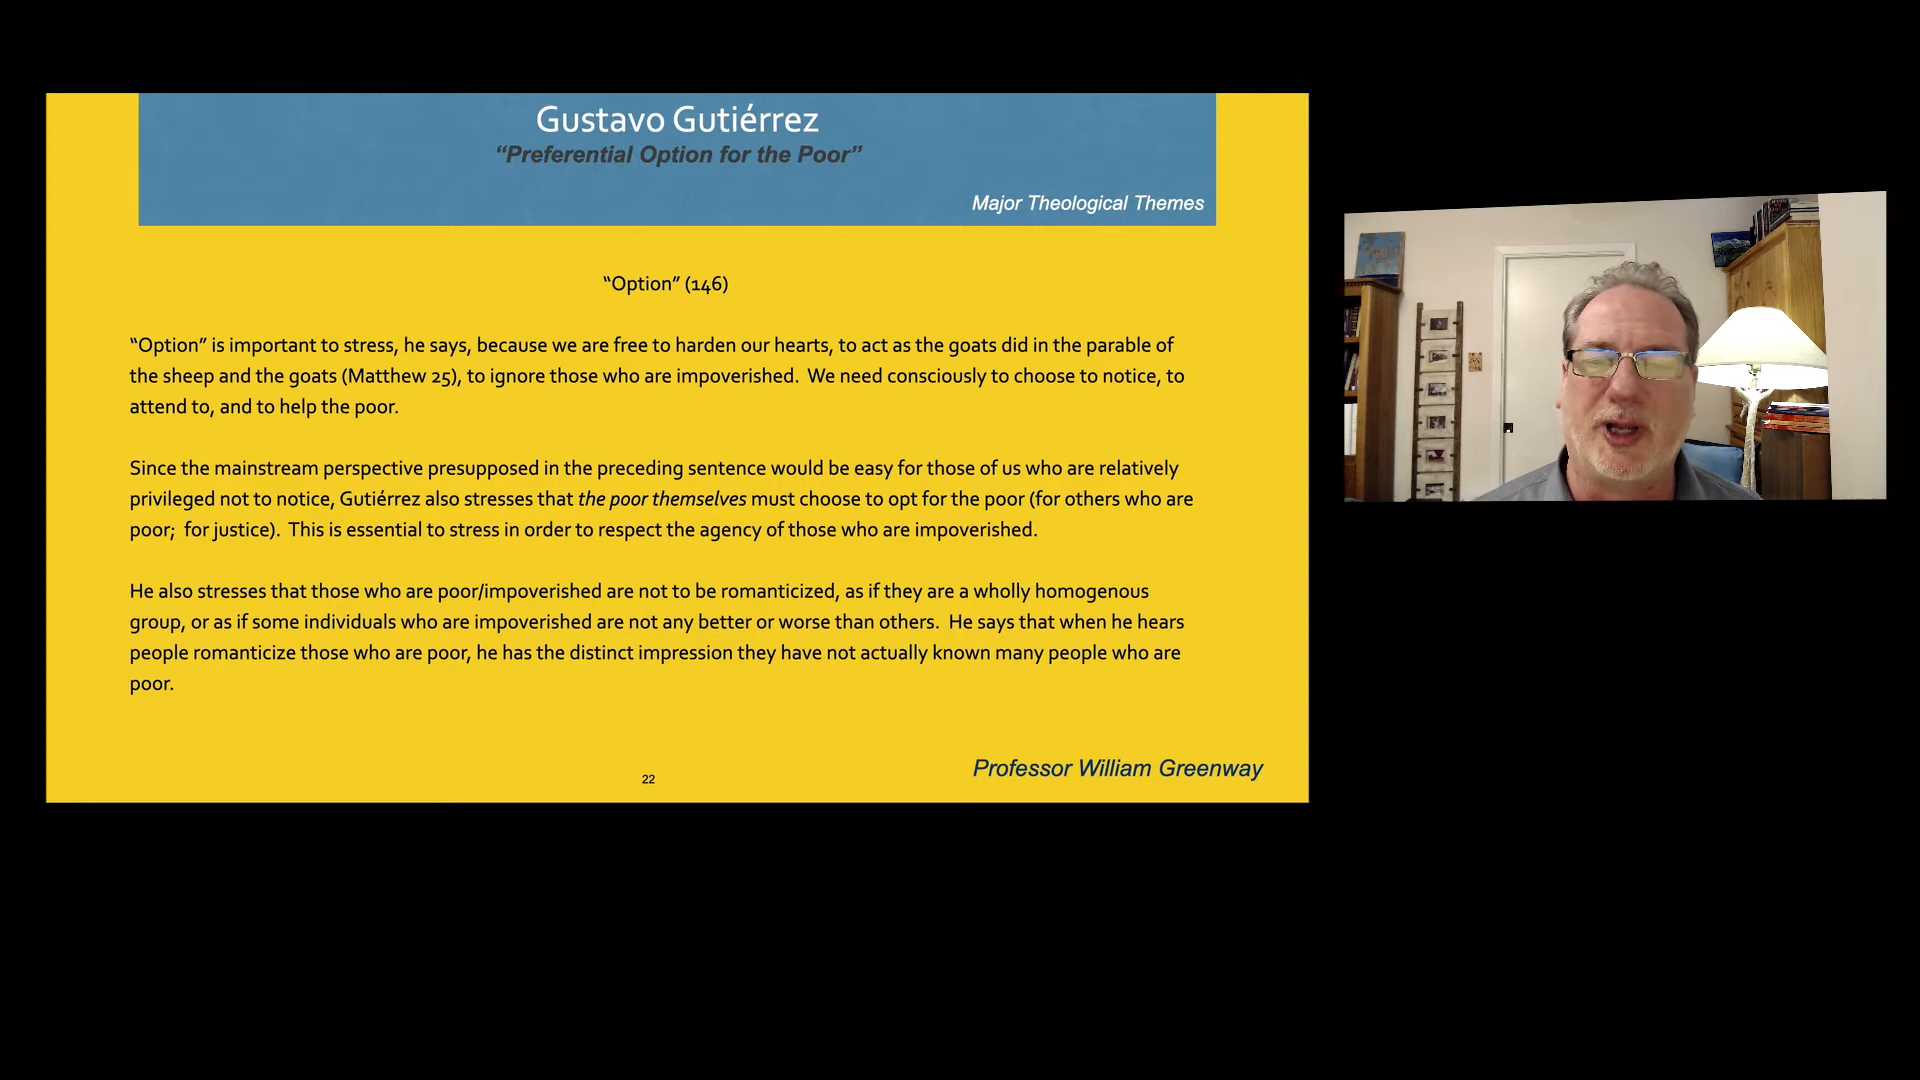 Gustavo Gutiérrez
“Preferential Option for the Poor”
Major Theological Themes
“Option” (146)
“Option” is important to stress, he says, because we are free to harden our hearts, to act as the goats did in the parable of
the sheep and the goats (Matthew 25), to ignore those who are impoverished.  We need consciously to choose to notice, to
attend to, and to help the poor.
Since the mainstream perspective presupposed in the preceding sentence would be easy for those of us who are relatively
privileged not to notice, Gutiérrez also stresses that the poor themselves must choose to opt for the poor (for others who are
poor;  for justice).  This is essential to stress in order to respect the agency of those who are impoverished.
He also stresses that those who are poor/impoverished are not to be romanticized, as if they are a wholly homogenous
group, or as if some individuals who are impoverished are not any better or worse than others.  He says that when he hears
people romanticize those who are poor, he has the distinct impression they have not actually known many people who are
poor.
22
Professor William Greenway